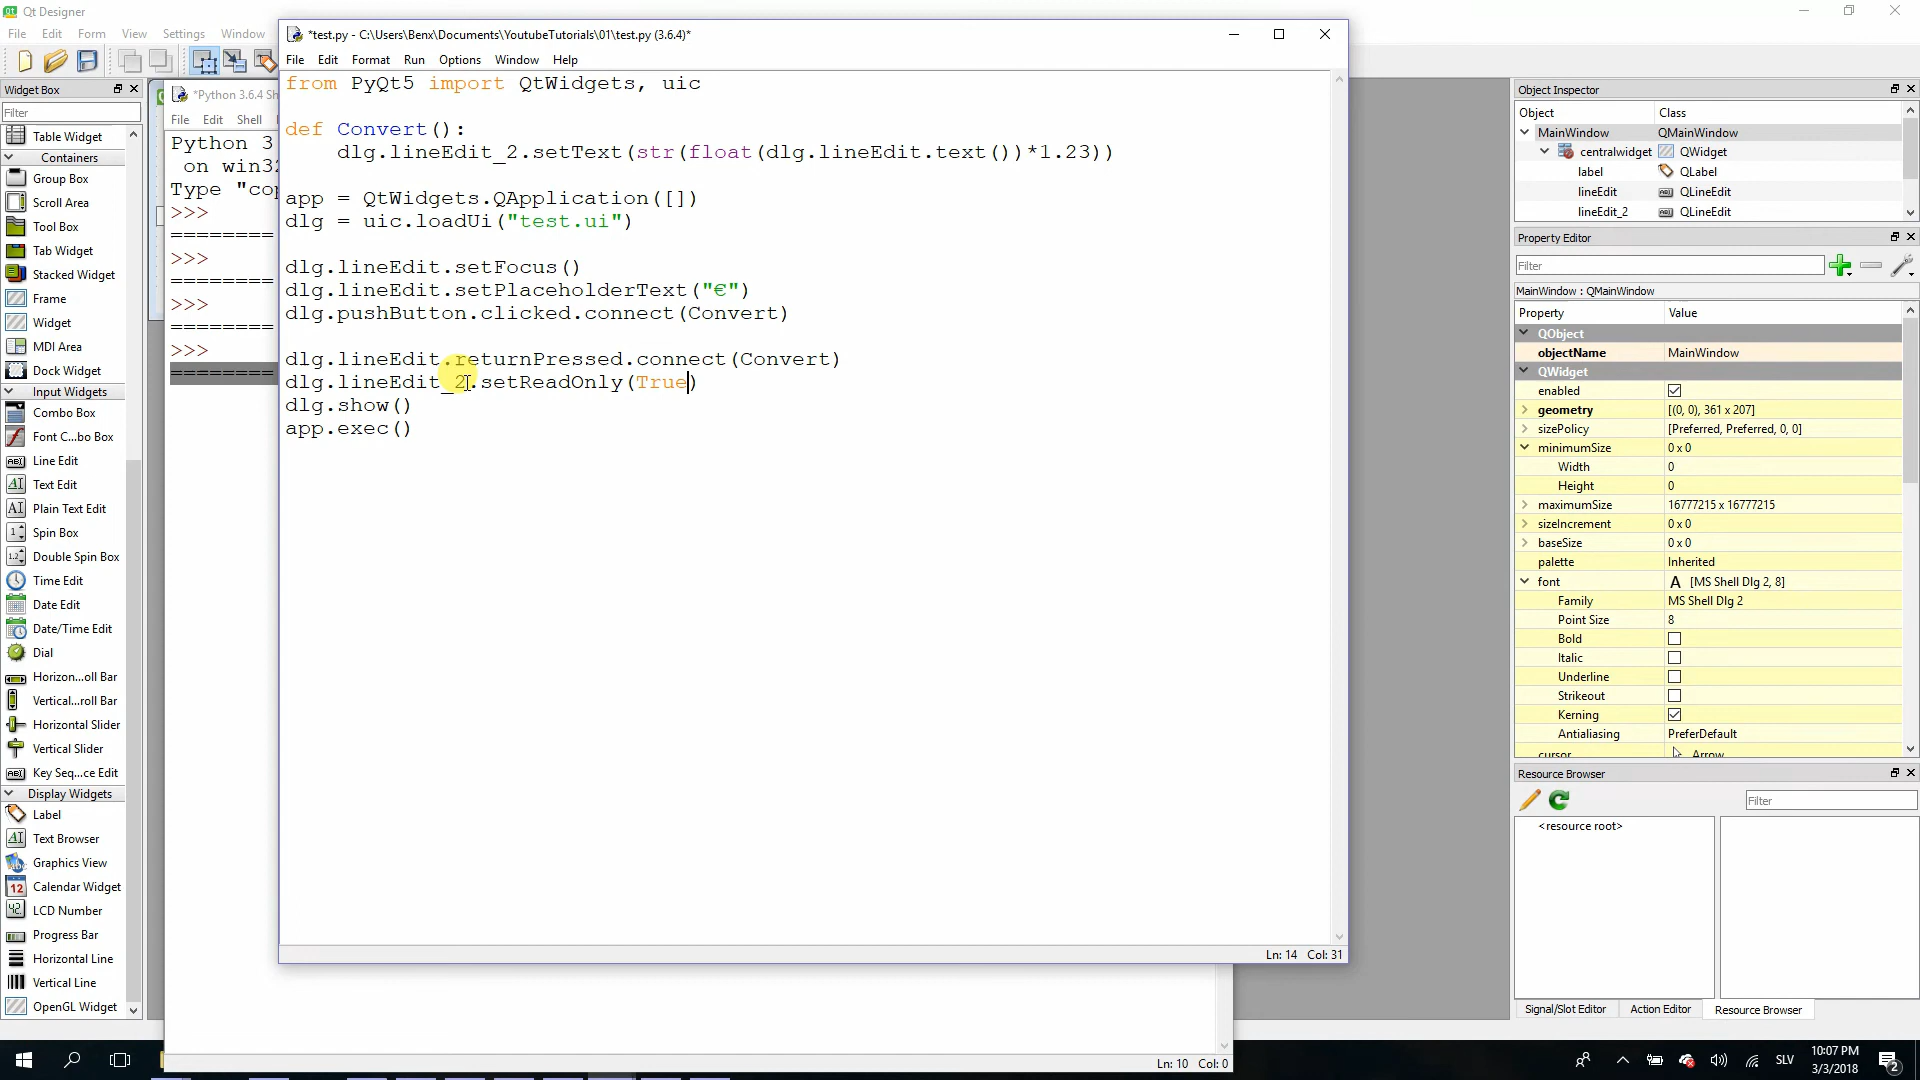 Qt Designer
File Edit Form View Settings Window
Widget Box
Filter
Table Widget
Containers
Group Box
Scroll Area
Tool Box
Tab Widget
Stacked Widget
Frame
Widget
MDI Area
Dock Widget
Input Widgets
Combo Box
Font C...bo Box
Line Edit
Text Edit
Plain Text Edit
Spin Box
Double Spin Box
Time Edit
Date Edit
Date/Time Edit
Dial
Horizon...oll Bar
Vertical...roll Bar
Horizontal Slider
Vertical Slider
Key Seq...ce Edit
Display Widgets
Label
Text Browser
Graphics View
Calendar Widget
LCD Number
Progress Bar
Horizontal Line
Vertical Line
OpenGL Widget
*Python 3.6.4 Sh
File Edit Shell
Python 3
on win32
Type "cop
>>>
========
>>>
========
>>>
========
>>>
========
Ln: 10 Col: 0
*test.py - C:\Users\Benx\Documents\YoutubeTutorials\01\test.py (3.6.4)*
File Edit Format Run Options Window Help
from PyQt5 import QtWidgets, uic
def Convert():
dlg.lineEdit_2.setText(str(float(dlg.lineEdit.text())*1.23))
app = QtWidgets.QApplication([])
dlg = uic.loadUi("test.ui")
dlg.lineEdit.setFocus()
dlg.lineEdit.setPlaceholderText("€")
dlg.pushButton.clicked.connect(Convert)
dlg.lineEdit.returnPressed.connect(Convert)
dlg.lineEdit_2.setReadOnly(True)
dlg.show()
app.exec()
Ln: 14 Col: 31
Object Inspector
Object Class
MainWindow QMainWindow
centralwidget QWidget
label QLabel
lineEdit QLineEdit
lineEdit_2 QLineEdit
Property Editor
Filter
MainWindow : QMainWindow
Property Value
QObject
objectName MainWindow
QWidget
enabled
geometry [(0, 0), 361 x 207]
sizePolicy [Preferred, Preferred, 0, 0]
minimumSize 0 x 0
Width 0
Height 0
maximumSize 16777215 x 16777215
sizeIncrement 0 x 0
baseSize 0 x 0
palette Inherited
font A [MS Shell Dlg 2, 8]
Family MS Shell Dlg 2
Point Size 8
Bold
Italic
Underline
Strikeout
Kerning
Antialiasing PreferDefault
cursor Arrow
Resource Browser
Filter
<resource root>
Signal/Slot Editor Action Editor Resource Browser
SLV
10:07 PM
3/3/2018
2